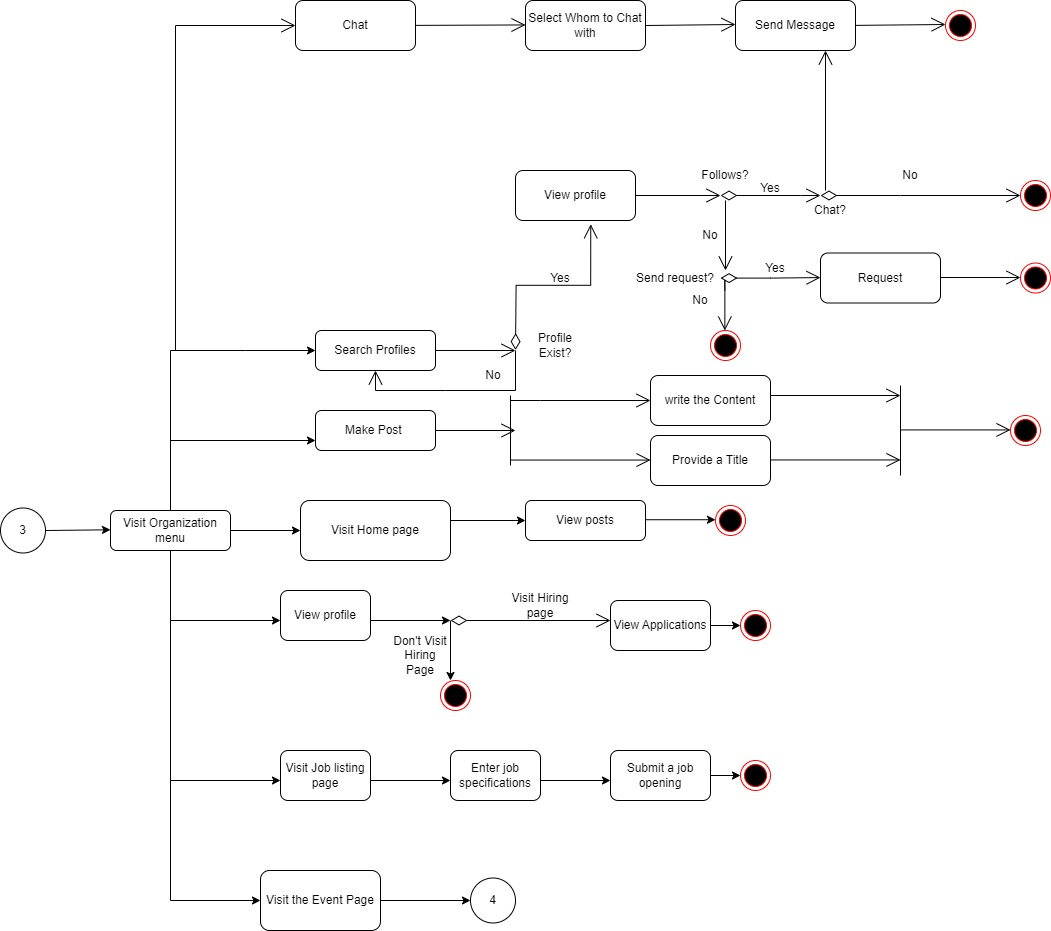 Chat
Select Whom to Chat
with
Send Message
Follows?
Yes
No
View profile
Chat?
No
Send request?
Yes
Request
No
Yes
Search Profiles
Profile
Exist?
No
Make Post
write the Content
Provide a Title
3
Visit Organization
menu
Visit Home page
View posts
View profile
Visit Hiring
page
View Applications
Don't Visit
Hiring
Page
Visit Job listing
page
Enter job
specifications
Submit a job
opening
Visit the Event Page
4